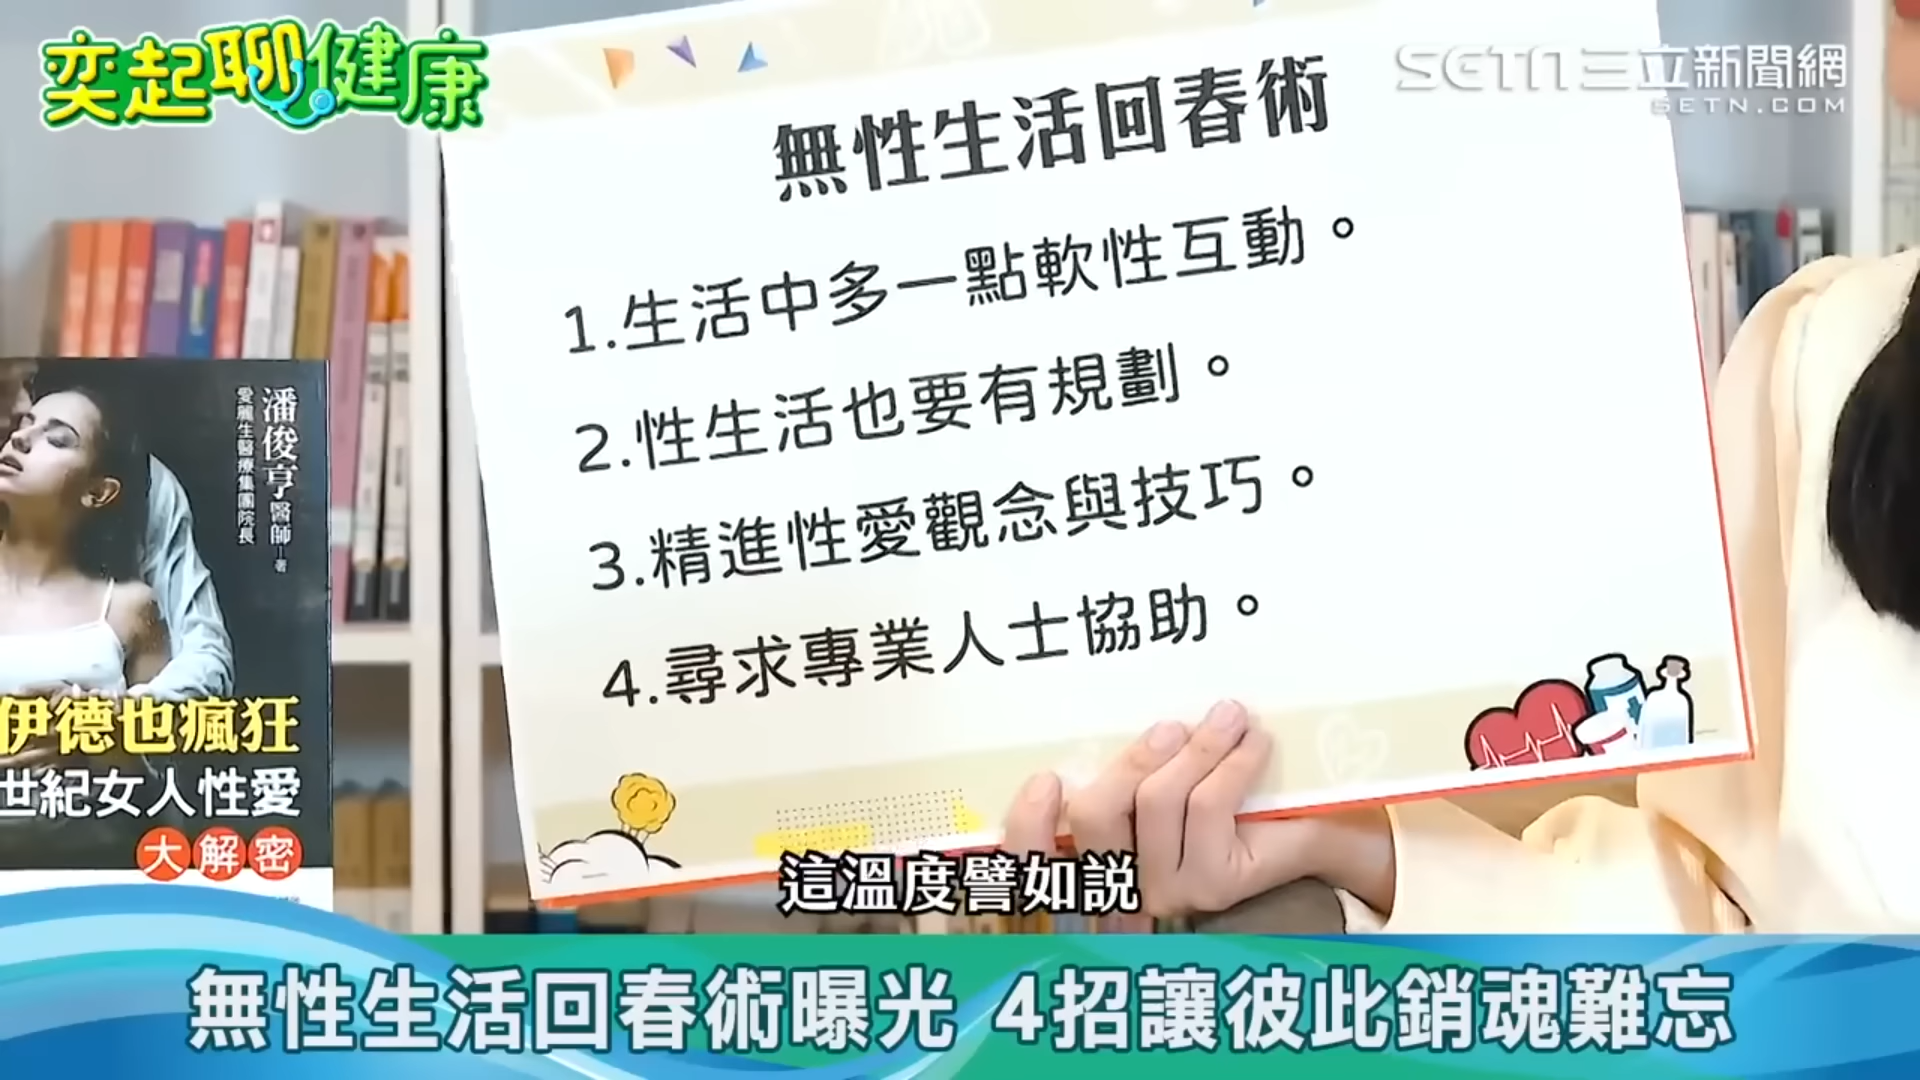 奕起聊健康
SETN三立新聞網
SETN.COM
無性生活回春術
1.生活中多一點軟性互動。
2.性生活也要有規劃。
3.精進性愛觀念與技巧。
4.尋求專業人士協助。
潘俊亨醫師 著
愛麗生醫療集團院長
伊德也瘋狂
世紀女人性愛
大解密
這溫度譬如說
無性生活回春術曝光 4招讓彼此銷魂難忘